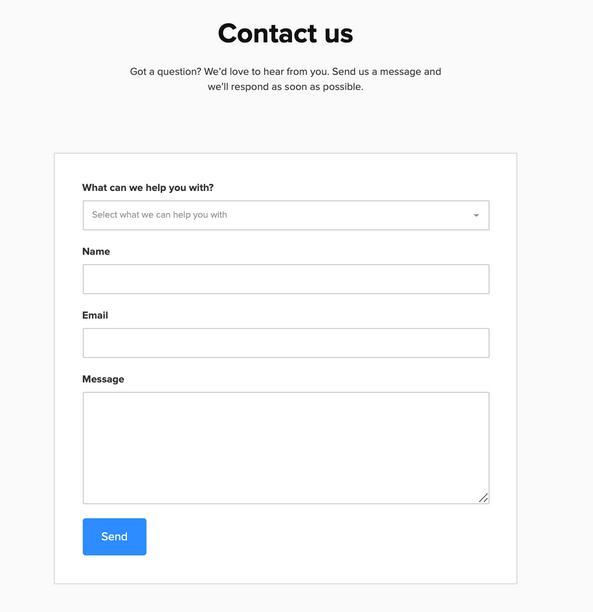 Contact us
Got a question? We'd love to hear from you. Send us a message and
we'll respond as soon as possible.
What can we help you with?
Select what we can help you with
Name
Email
Message
Send